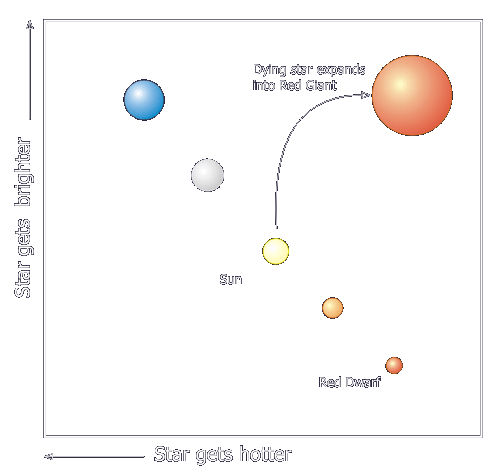 Dying star expands
into Red Giant
Star gets brighter
Sun
Red Dwarf
Star gets hotter